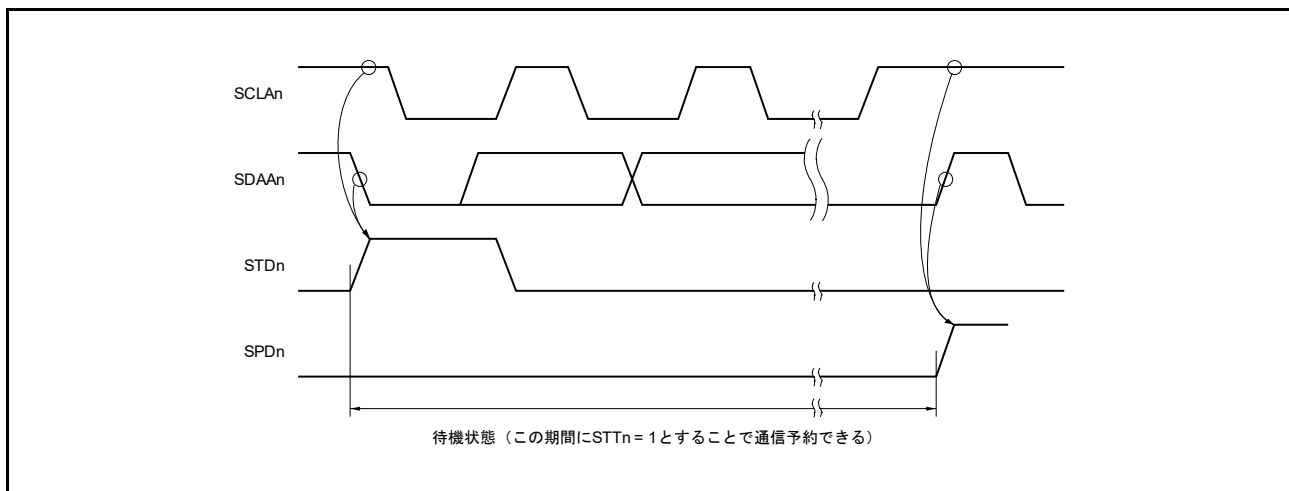 SCLAn
SDAAn
STDn
SPDn
待機状態（この期間にSTTn = 1とすることで通信予約できる）